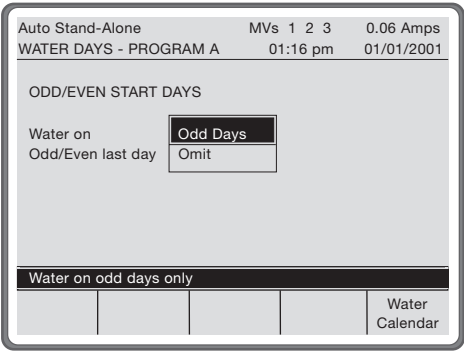 Auto Stand-Alone MVs 1 2 3 0.06 Amps
WATER DAYS - PROGRAM A 01:16 pm 01/01/2001
ODD/EVEN START DAYS
Water on Odd Days
Odd/Even last day Omit
Water on odd days only
Water
Calendar